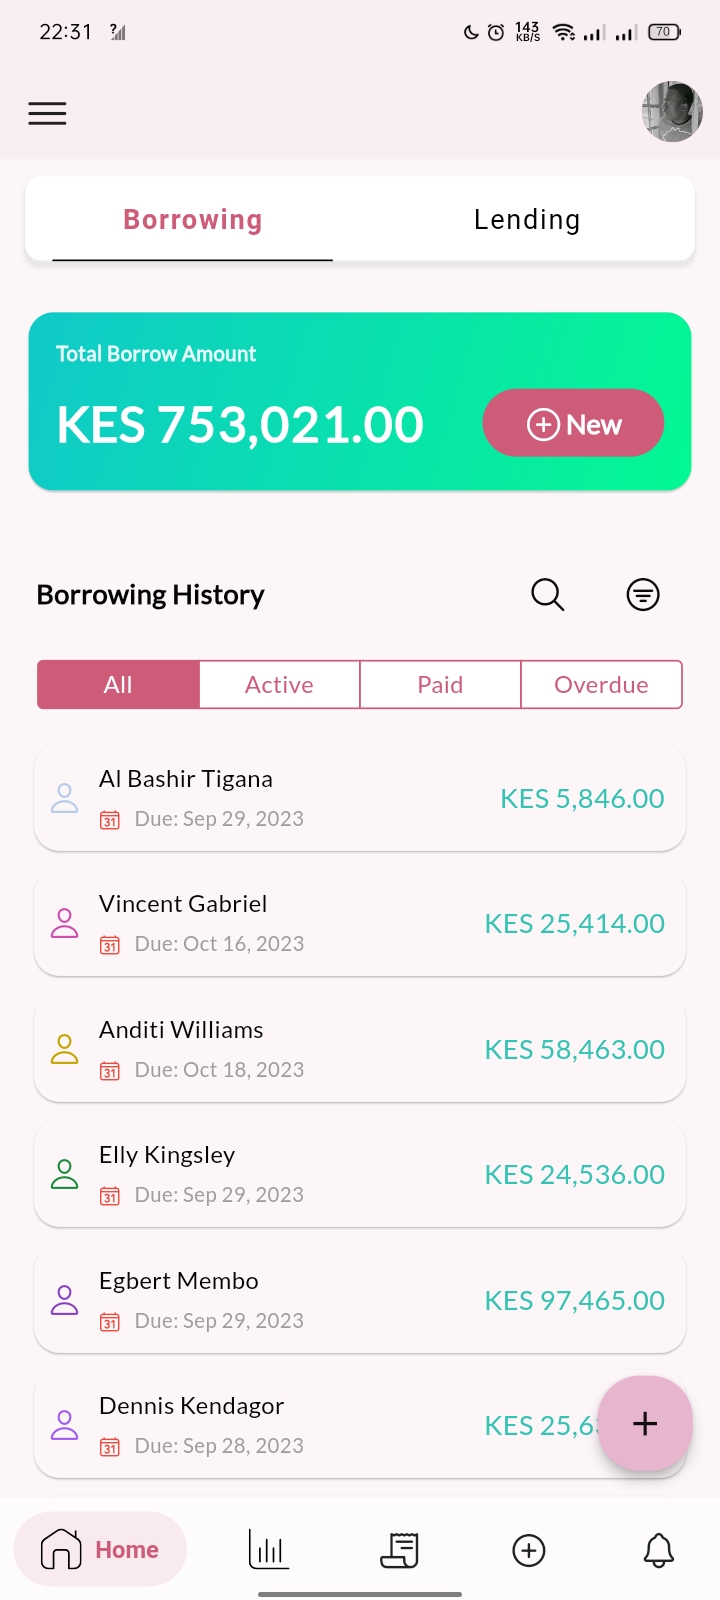 22:31
?
143
KB/S
70
Borrowing
Lending
Total Borrow Amount
KES 753,021.00
New
Borrowing History
All
Active
Paid
Overdue
Al Bashir Tigana
31
Due: Sep 29, 2023
KES 5,846.00
Vincent Gabriel
31
Due: Oct 16, 2023
KES 25,414.00
Anditi Williams
31
Due: Oct 18, 2023
KES 58,463.00
Elly Kingsley
31
Due: Sep 29, 2023
KES 24,536.00
Egbert Membo
31
Due: Sep 29, 2023
KES 97,465.00
Dennis Kendagor
31
Due: Sep 28, 2023
KES
Home